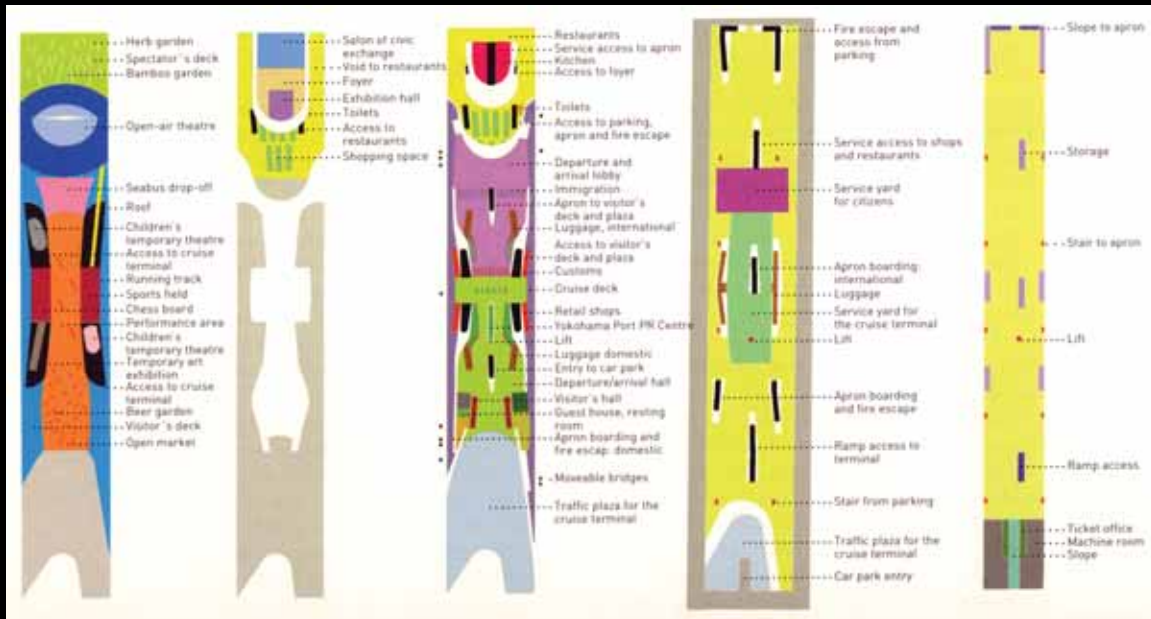 Herb garden
Spectator's deck
Bamboo garden
Open-air theatre
Seabus drop-off
Roof
Children's
temporary theatre
Access to cruise
terminal
Running track
Sports field
Chess board
Performance area
Children's
temporary theatre
Temporary art
exhibition
Access to cruise
terminal
Beer garden
Visitor's deck
Open market
Salon of civic
exchange
Void to restaurants
Foyer
Exhibition hall
Toilets
Access to
restaurants
Shopping space
Restaurants
Service access to apron
Kitchen
Access to foyer
Toilets
Access to parking,
apron and fire escape
Departure and
arrival lobby
Immigration
Apron to visitor's
deck and plaza
Luggage, international
Access to visitor's
deck and plaza
Customs
Cruise deck
Retail shops
Yokohama Port PR Centre
Lift
Luggage domestic
Entry to car park
Departure/arrival hall
Visitor's hall
Guest house, resting
room
Apron boarding and
fire escap: domestic
Moveable bridges
Traffic plaza for the
cruise terminal
Fire escape and
access from
parking
Service access to shops
and restaurants
Service yard
for citizens
Apron boarding:
international
Luggage
Service yard for
the cruise terminal
Lift
Apron boarding
and fire escape
Ramp access to
terminal
Stair from parking
Traffic plaza for the
cruise terminal
Car park entry
Slope to apron
Storage
Stair to apron
Lift
Ramp access
Ticket office
Machine room
Slope